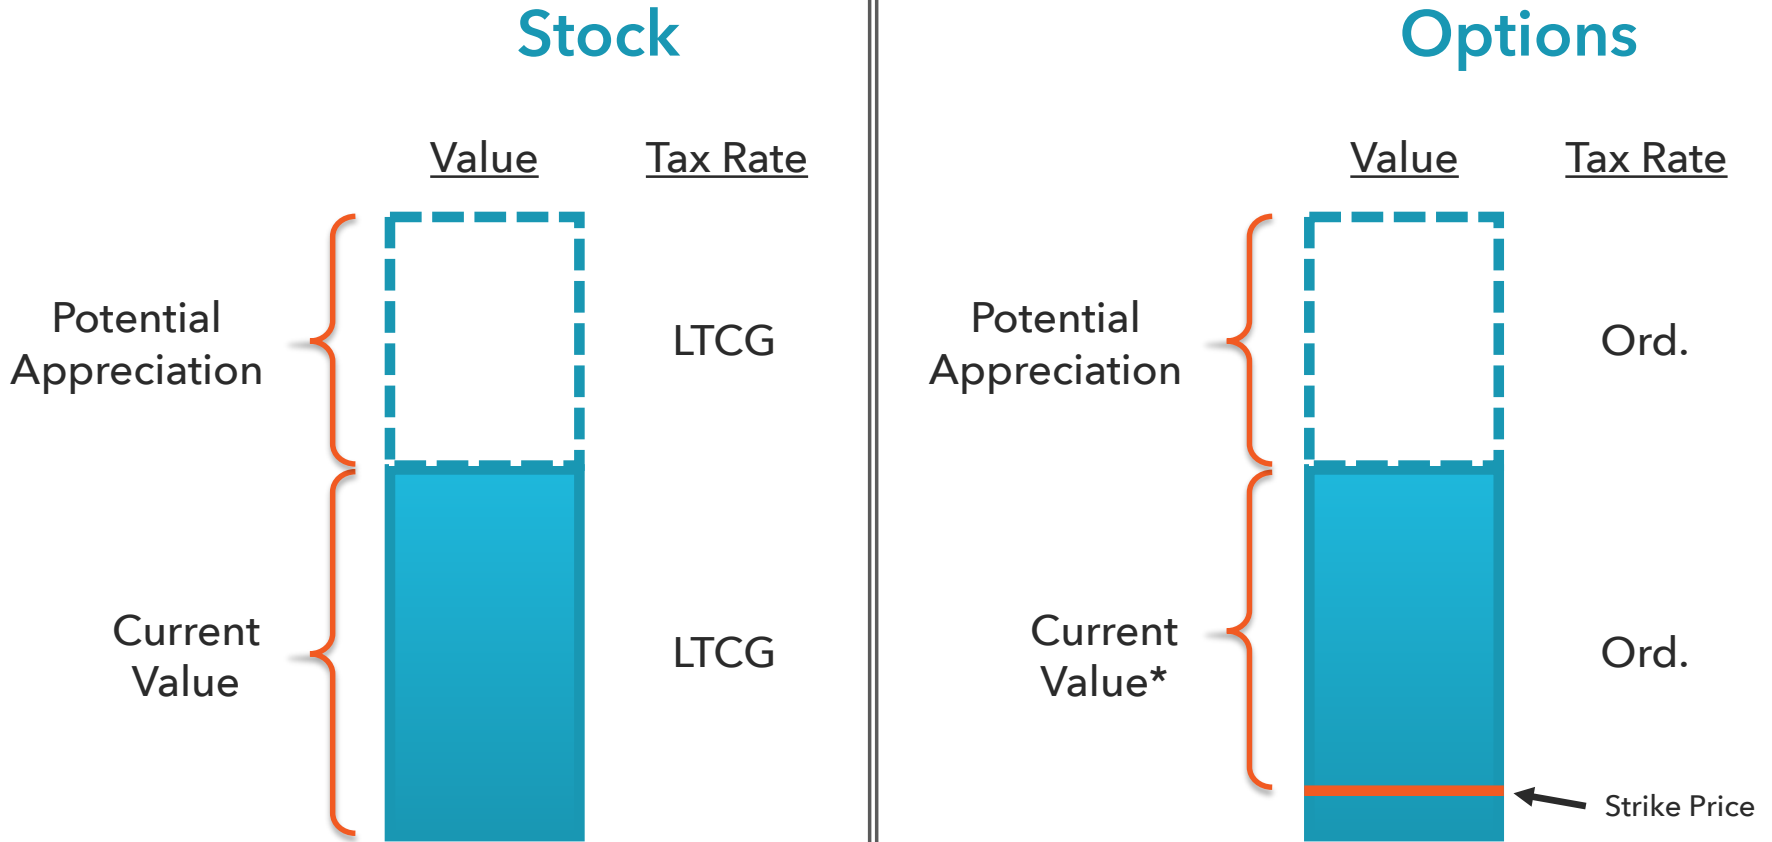 Stock
Value
Tax Rate
Potential
Appreciation
LTCG
Current
Value
LTCG
Options
Value
Tax Rate
Potential
Appreciation
Ord.
Current
Value*
Ord.
Strike Price